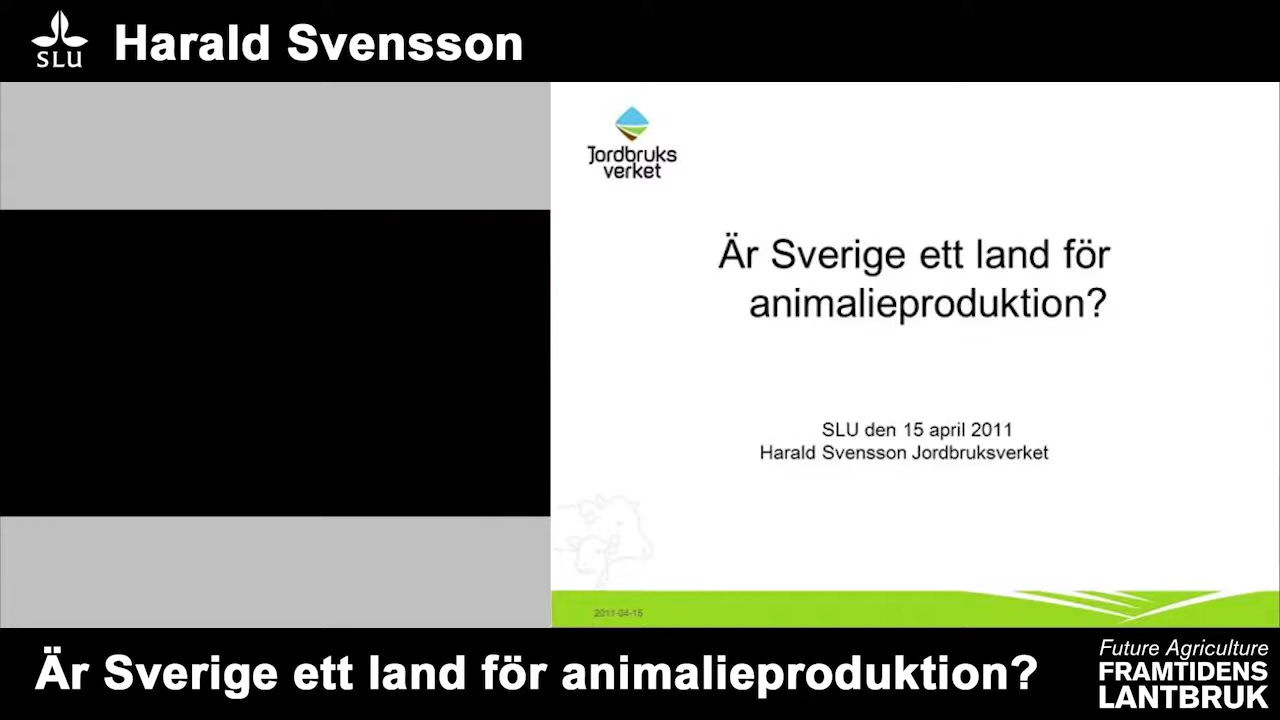 SLU
Harald Svensson
Jordbruks
verket
Är Sverige ett land för
animalieproduktion?
SLU den 15 april 2011
Harald Svensson Jordbruksverket
2011-04-15
Är Sverige ett land för animalieproduktion?
Future Agriculture
FRAMTIDENS
LANTBRUK